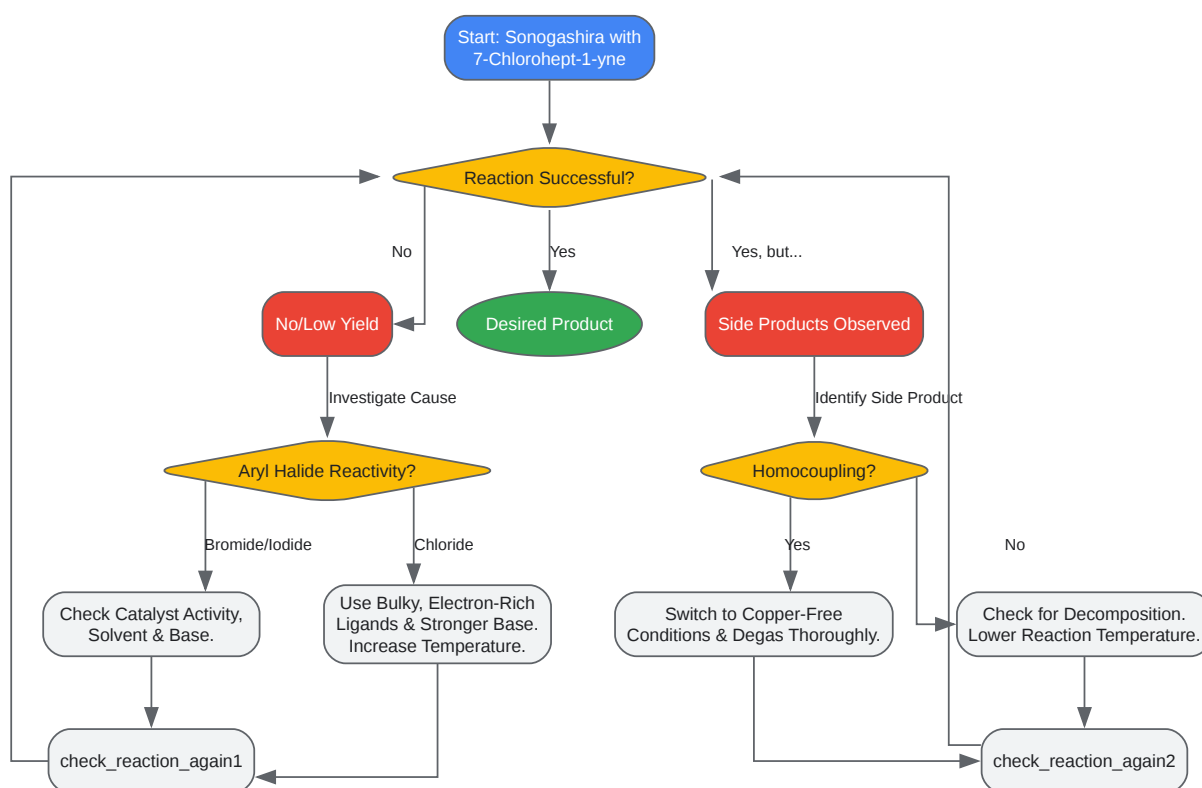 Start: Sonogashira with
7-Chlorohept-1-yne
Reaction Successful?
No
Yes
Yes, but...
No/Low Yield
Desired Product
Side Products Observed
Investigate Cause
Identify Side Product
Aryl Halide Reactivity?
Homocoupling?
Bromide/Iodide
Chloride
Yes
No
Check Catalyst Activity,
Solvent & Base.
Use Bulky, Electron-Rich
Ligands & Stronger Base.
Increase Temperature.
Switch to Copper-Free
Conditions & Degas Thoroughly.
Check for Decomposition.
Lower Reaction Temperature.
check_reaction_again1
check_reaction_again2